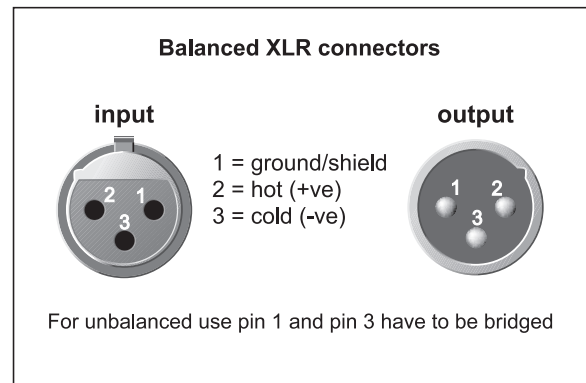 Balanced XLR connectors
input
output
1 = ground/shield
2 = hot (+ve)
3 = cold (-ve)
2 1
3
1 2
3
For unbalanced use pin 1 and pin 3 have to be bridged